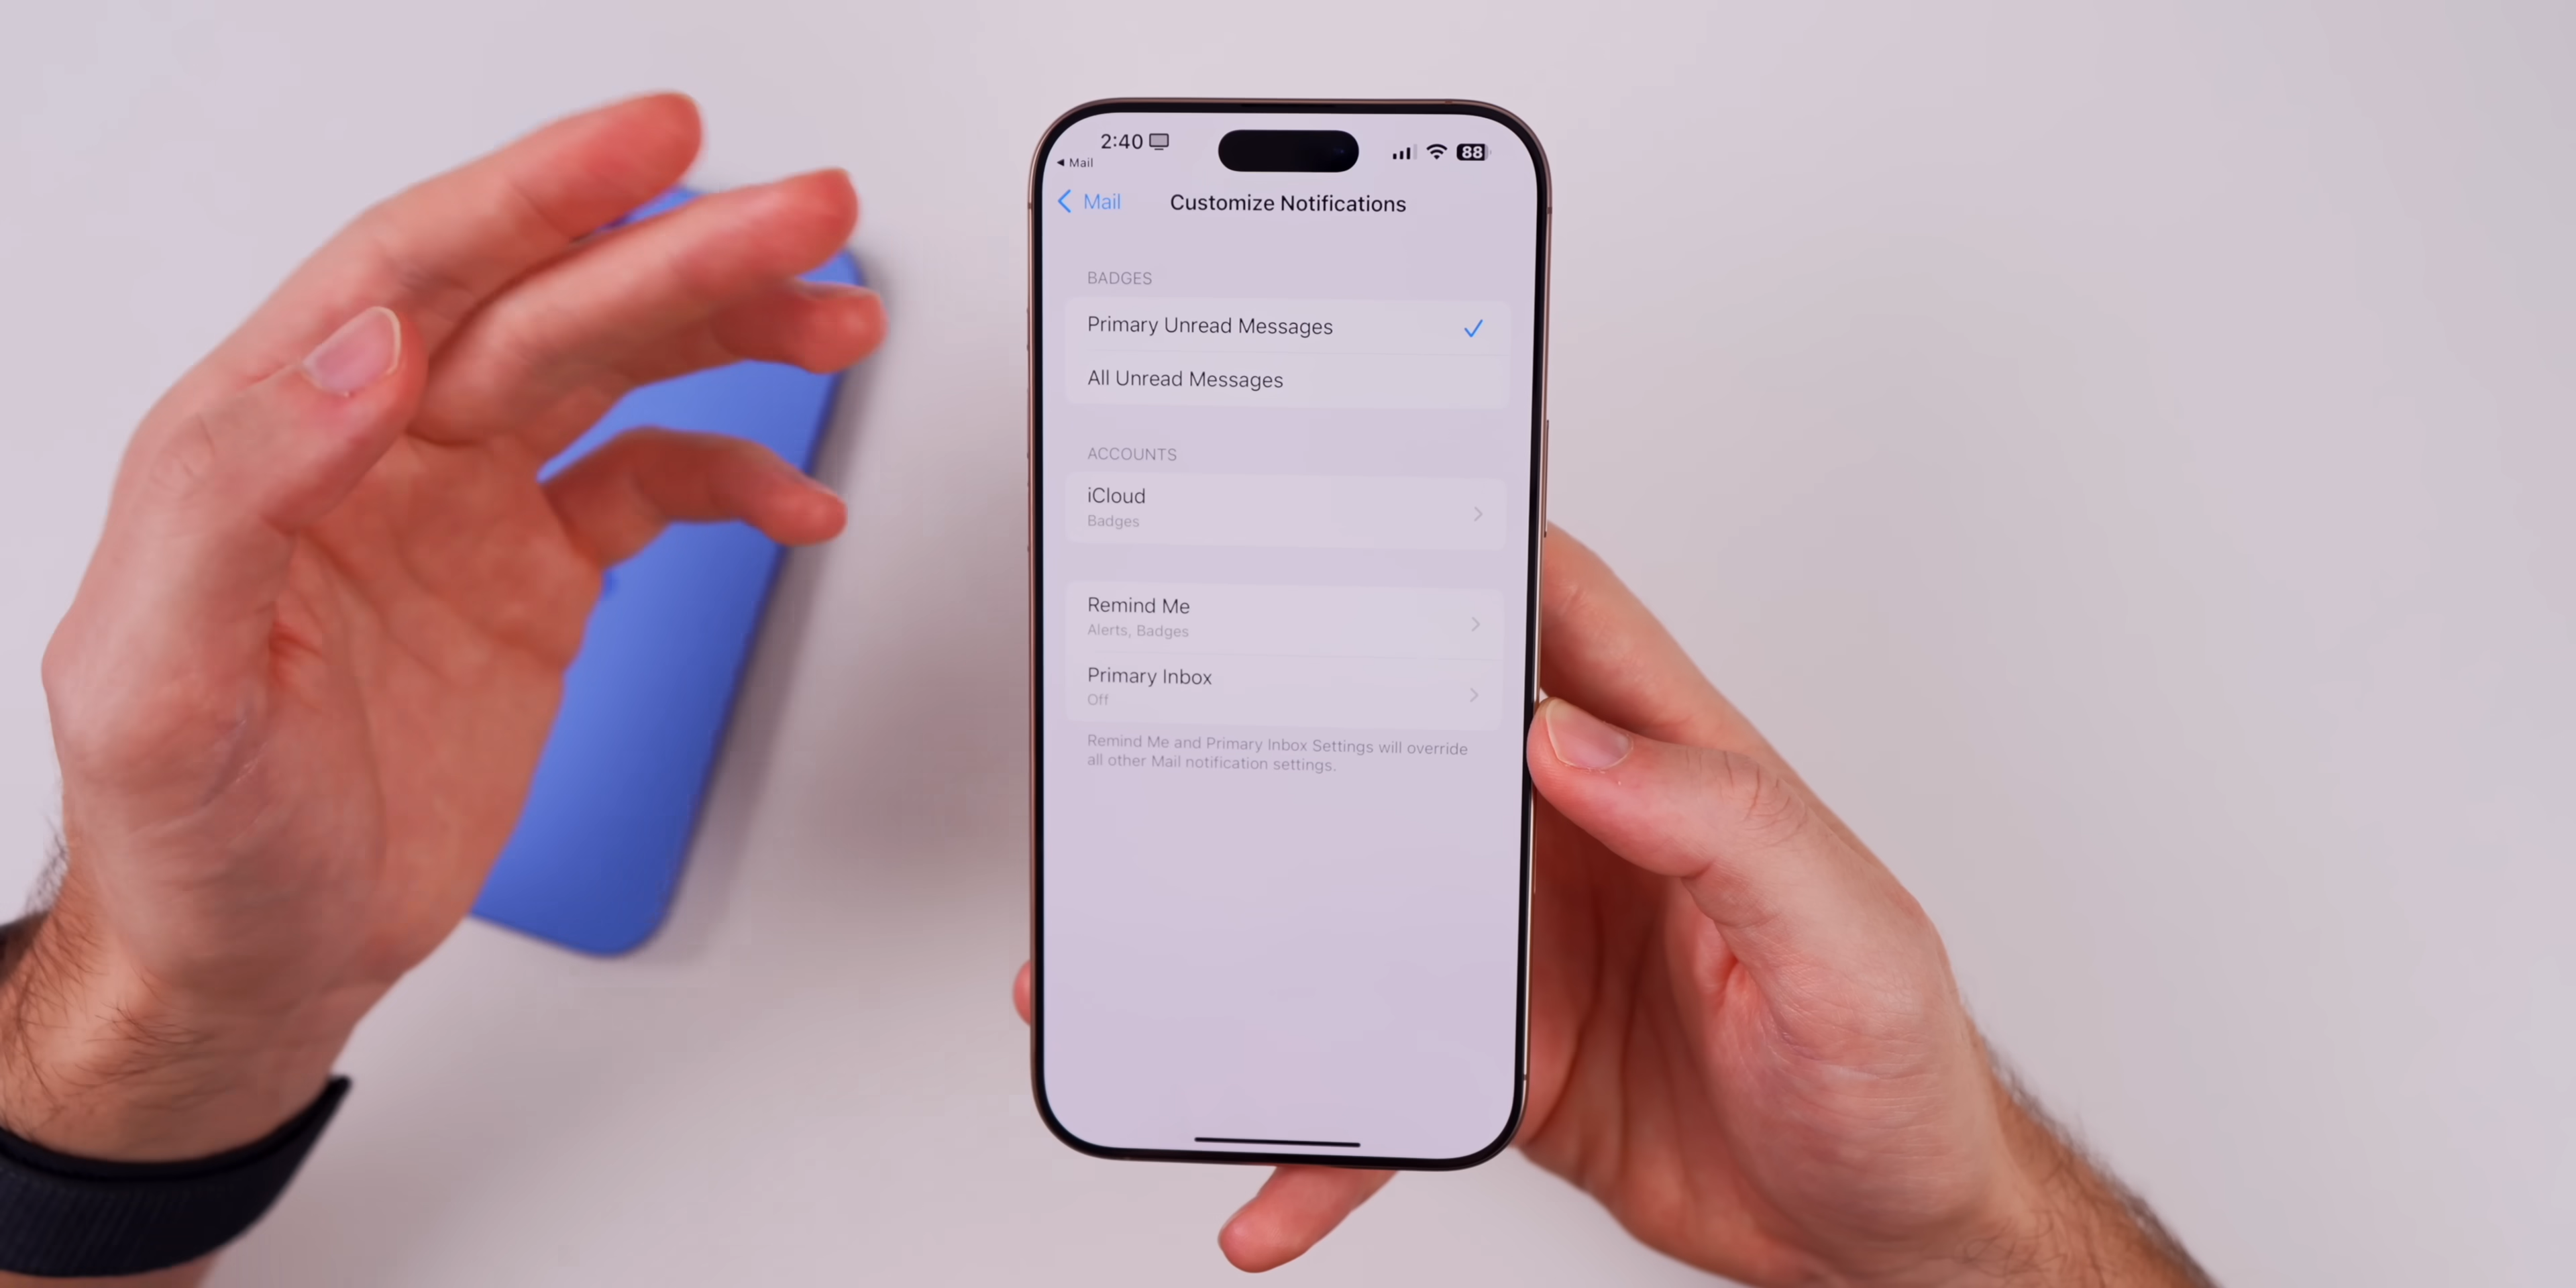 2:40
88
◀ Mail
Mail
Customize Notifications
BADGES
Primary Unread Messages
All Unread Messages
ACCOUNTS
iCloud
Badges
Remind Me
Alerts, Badges
Primary Inbox
Off
Remind Me and Primary Inbox Settings will override
all other Mail notification settings.